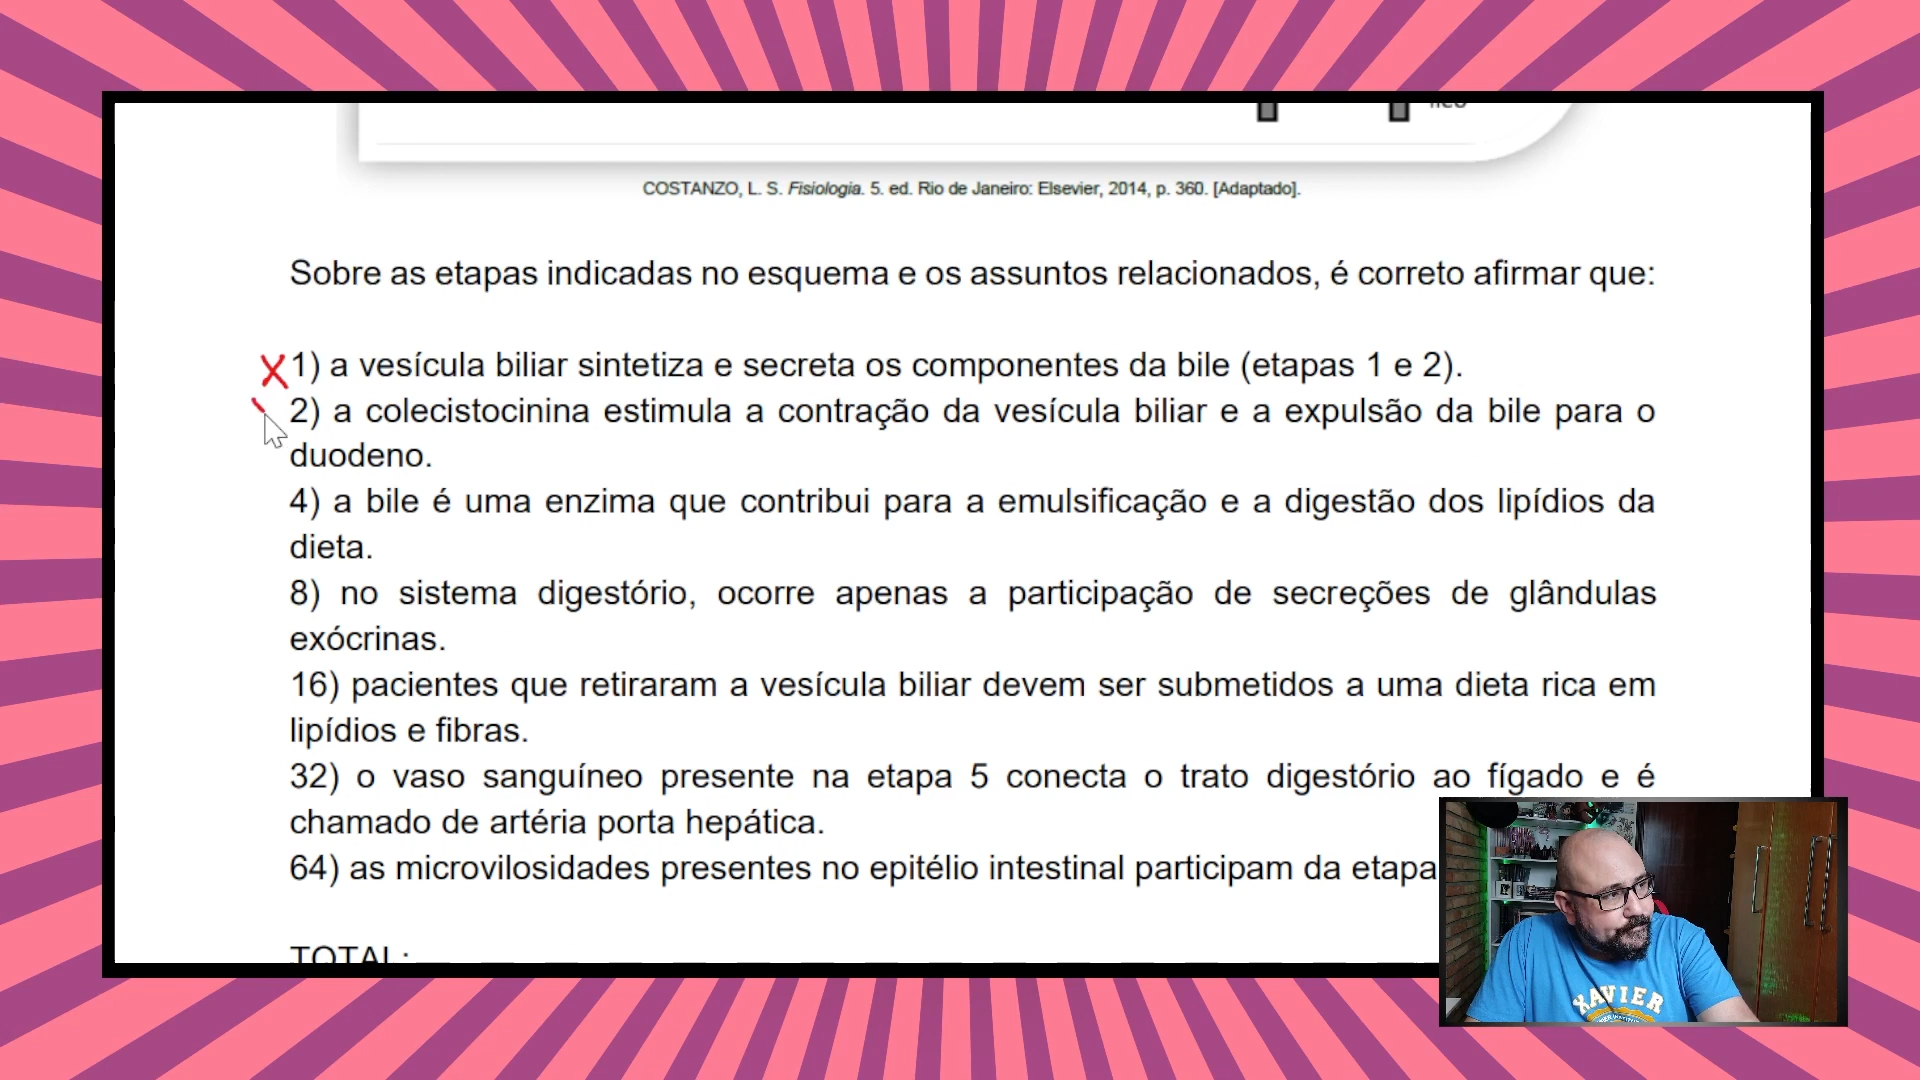 COSTANZO, L. S. Fisiologia. 5. ed. Rio de Janeiro: Elsevier, 2014, p. 360. [Adaptado].
Sobre as etapas indicadas no esquema e os assuntos relacionados, é correto afirmar que:
1) a vesícula biliar sintetiza e secreta os componentes da bile (etapas 1 e 2).
2) a colecistocinina estimula a contração da vesícula biliar e a expulsão da bile para o
duodeno.
4) a bile é uma enzima que contribui para a emulsificação e a digestão dos lipídios da
dieta.
8) no sistema digestório, ocorre apenas a participação de secreções de glândulas
exócrinas.
16) pacientes que retiraram a vesícula biliar devem ser submetidos a uma dieta rica em
lipídios e fibras.
32) o vaso sanguíneo presente na etapa 5 conecta o trato digestório ao fígado e é
chamado de artéria porta hepática.
64) as microvilosidades presentes no epitélio intestinal participam da etapa
TOTAL:
XAVIER